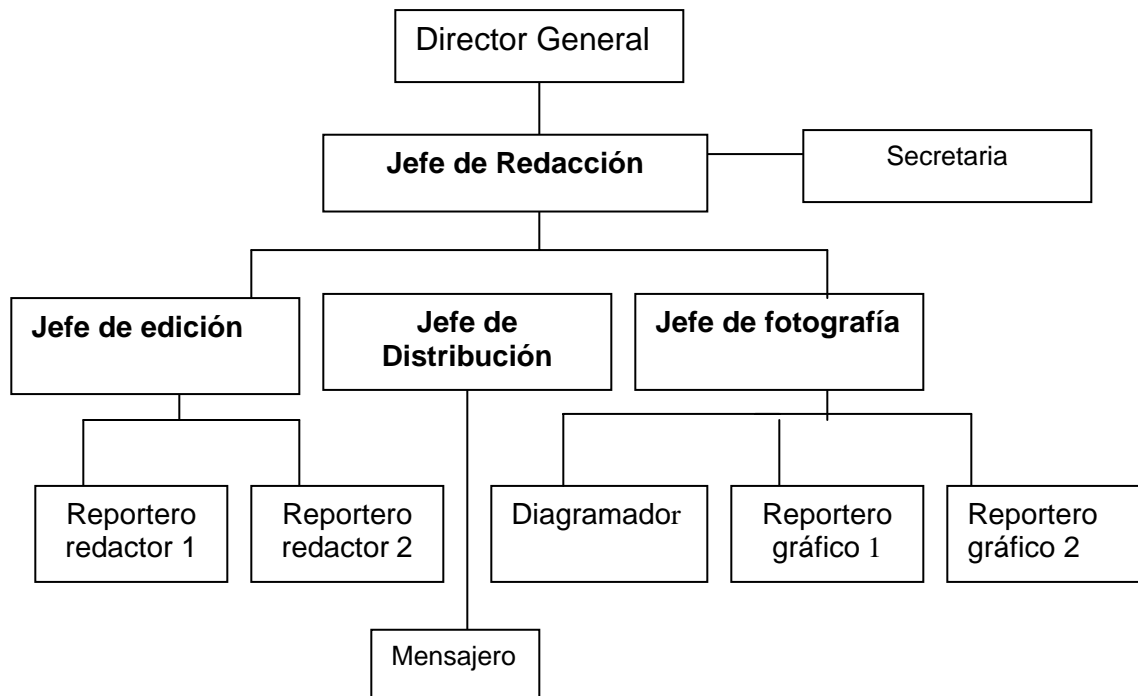 Director General
Jefe de Redacción
Secretaria
Jefe de edición
Jefe de
Distribución
Jefe de fotografía
Reportero
redactor 1
Reportero
redactor 2
Diagramador
Reportero
gráfico 1
Reportero
gráfico 2
Mensajero